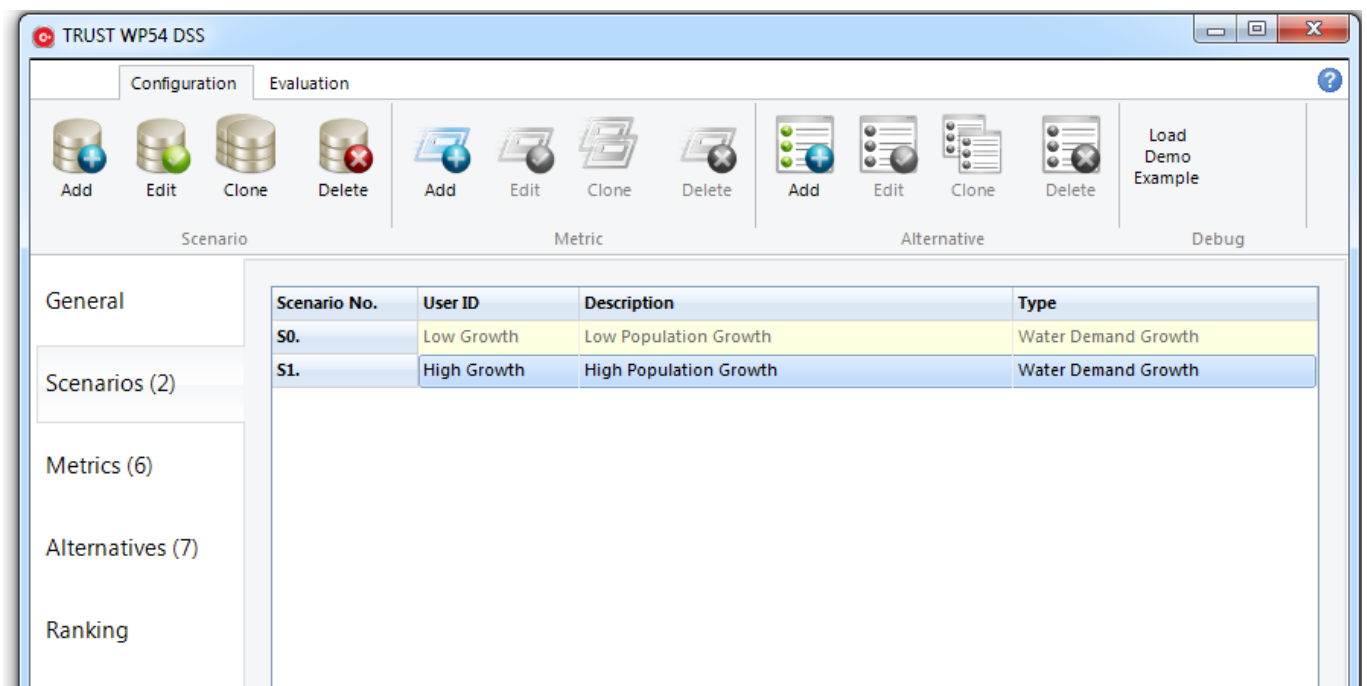 TRUST WP54 DSS
Configuration Evaluation
Add Edit Clone Delete Add Edit Clone Delete Add Edit Clone Delete Load
Demo
Example
Scenario Metric Alternative Debug
General
Scenarios (2)
Metrics (6)
Alternatives (7)
Ranking
Scenario No. User ID Description Type
S0. Low Growth Low Population Growth Water Demand Growth
S1. High Growth High Population Growth Water Demand Growth